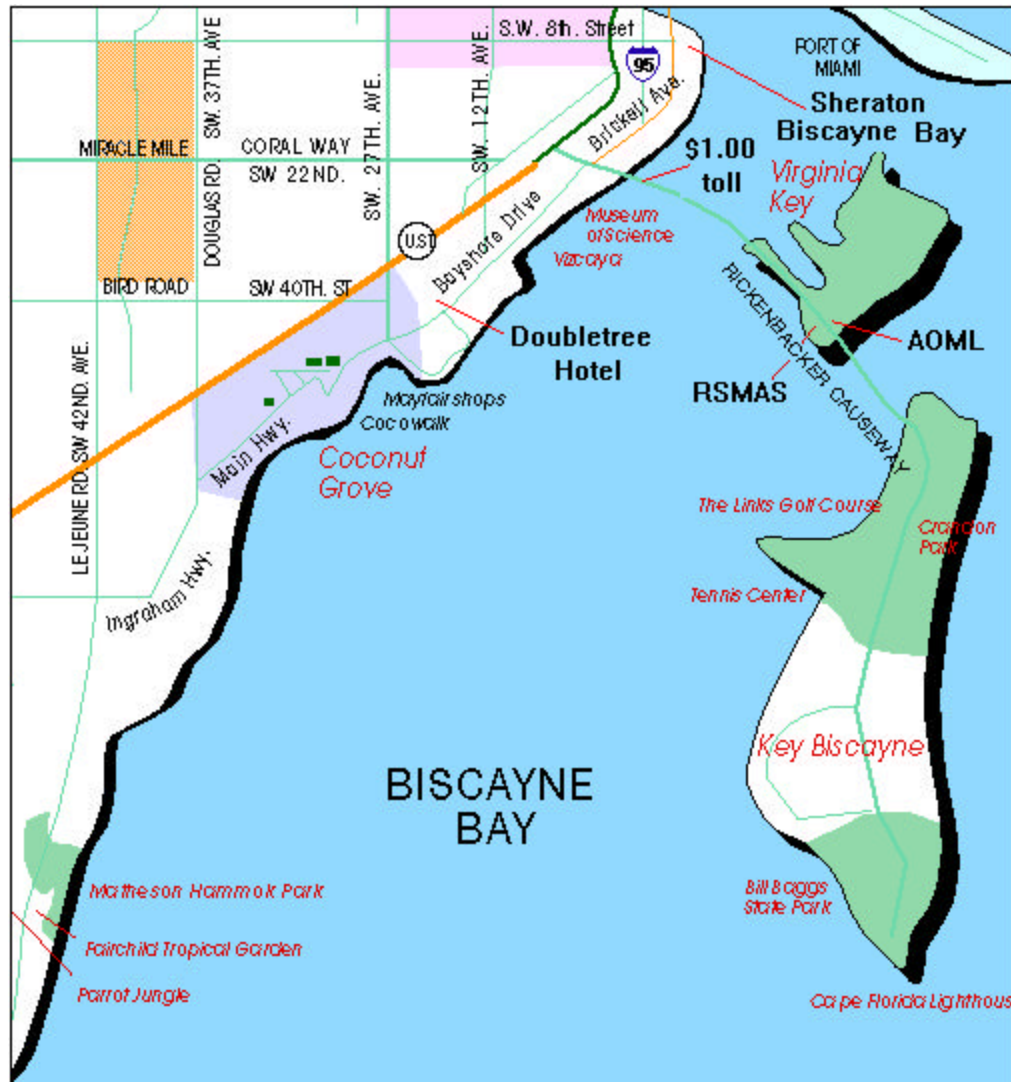 S.W. 8th. Street
95
PORT OF
MIAMI
SW. 37TH. AVE
SW. 27TH. AVE.
SW. 12TH. AVE.
Brickell Ave.
Sheraton
Biscayne Bay
MIRACLE MILE
CORAL WAY
SW 22ND.
DOUGLAS RD.
$1.00
toll
Virginia
Key
Museum
of Science
Vizcaya
US1
Bayshore Drive
BIRD ROAD
SW 40TH. ST
RICKENBACKER CAUSEWAY
Doubletree
Hotel
AOML
RSMAS
LEJEUNE RD. SW 42ND. AVE.
Mayfair shops
Cocowalk
Main Hwy.
Coconut
Grove
The Links Golf Course
Crandon
Park
Tennis Center
Ingraham Hwy.
Key Biscayne
BISCAYNE
BAY
Matheson Hammok Park
Bill Baggs
State Park
Fairchild Tropical Garden
Parrot Jungle
Cape Florida Lighthous